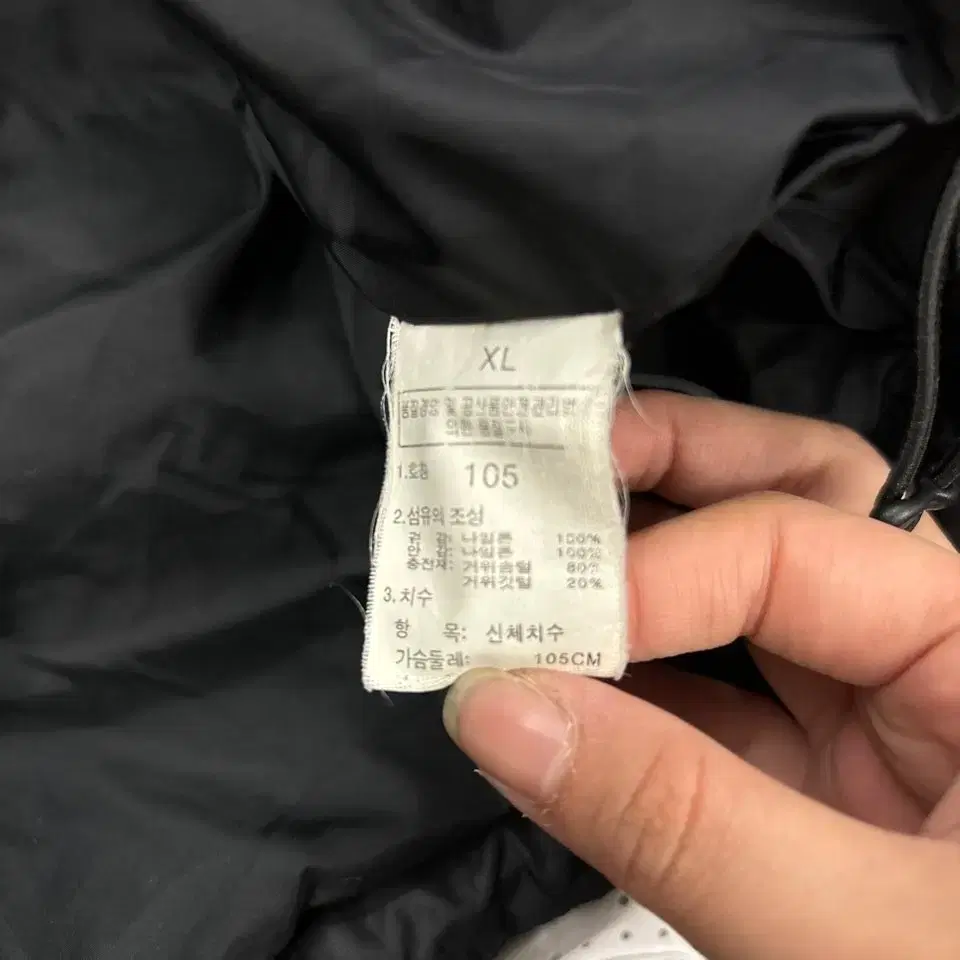 XL
품질경영 및 공산품안전관리법
의한 품질표시
1.호칭 105
2.섬유의 조성
겉 감: 나일론 100%
안 감: 나일론 100%
충전재: 거위솜털 80%
거위깃털 20%
3.치수
항 목: 신체치수
가슴둘레: 105CM